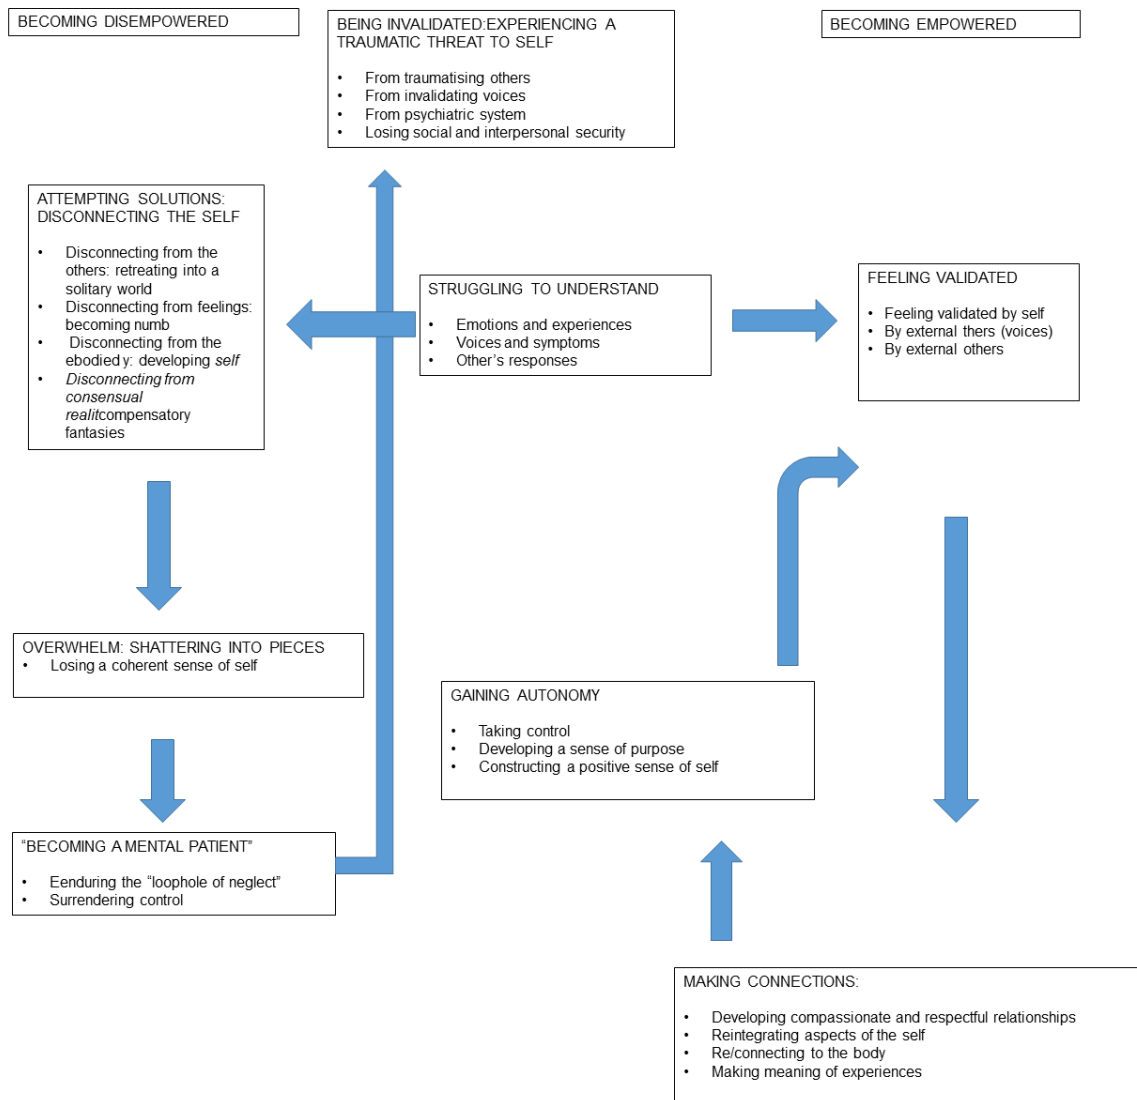 BECOMING DISEMPOWERED
BEING INVALIDATED:EXPERIENCING A
TRAUMATIC THREAT TO SELF
• From traumatising others
• From invalidating voices
• From psychiatric system
• Losing social and interpersonal security
BECOMING EMPOWERED
ATTEMPTING SOLUTIONS:
DISCONNECTING THE SELF
• Disconnecting from the
others: retreating into a
solitary world
• Disconnecting from feelings:
becoming numb
• Disconnecting from the
ebodied y: developing self
• Disconnecting from
consensual
realitcompensatory
fantasies
STRUGGLING TO UNDERSTAND
• Emotions and experiences
• Voices and symptoms
• Other’s responses
FEELING VALIDATED
• Feeling validated by self
• By external thers (voices)
• By external others
OVERWHELM: SHATTERING INTO PIECES
• Losing a coherent sense of self
GAINING AUTONOMY
• Taking control
• Developing a sense of purpose
• Constructing a positive sense of self
“BECOMING A MENTAL PATIENT”
• Eenduring the “loophole of neglect”
• Surrendering control
MAKING CONNECTIONS:
• Developing compassionate and respectful relationships
• Reintegrating aspects of the self
• Re/connecting to the body
• Making meaning of experiences